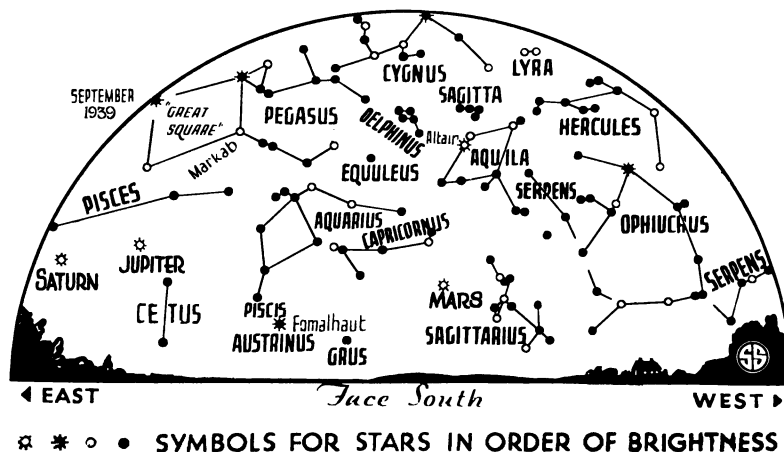 CYGNUS
LYRA
SEPTEMBER
1939
"GREAT
SQUARE"
PEGASUS
SAGITTA
DELPHINUS
HERCULES
Altair
Markab
EQUULEUS
AQUILA
SERPENS
PISCES
AQUARIUS
CAPRICORNUS
OPHIUCHUS
SATURN
JUPITER
SERPENS
CETUS
MARS
PISCIS
AUSTRINUS
Fomalhaut
GRUS
SAGITTARIUS
SS
EAST
Face South
WEST
SYMBOLS FOR STARS IN ORDER OF BRIGHTNESS